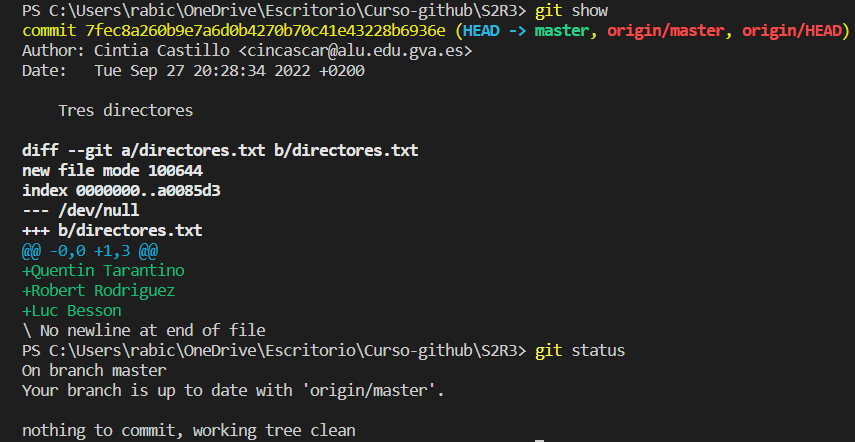 PS C:\Users\rabic\OneDrive\Escritorio\Curso-github\S2R3> git show
commit 7fec8a260b9e7a6d0b4270b70c41e43228b6936e (HEAD -> master, origin/master, origin/HEAD)
Author: Cintia Castillo <cincascar@alu.edu.gva.es>
Date:   Tue Sep 27 20:28:34 2022 +0200

    Tres directores

diff --git a/directores.txt b/directores.txt
new file mode 100644
index 0000000..a0085d3
--- /dev/null
+++ b/directores.txt
@@ -0,0 +1,3 @@
+Quentin Tarantino
+Robert Rodriguez
+Luc Besson
\ No newline at end of file
PS C:\Users\rabic\OneDrive\Escritorio\Curso-github\S2R3> git status
On branch master
Your branch is up to date with 'origin/master'.

nothing to commit, working tree clean